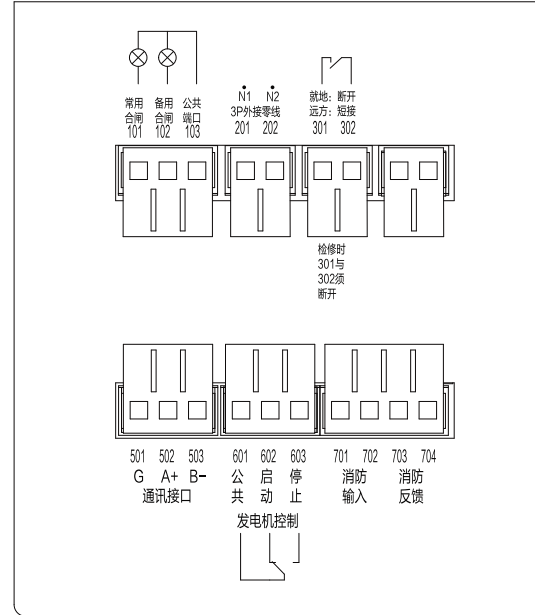 常用 备用 公共
合闸 合闸 端口
101 102 103
N1 N2
3P外接零线
201 202
就地：断开
远方：短接
301 302
检修时
301与
302须
断开
501 502 503
G A+ B-
通讯接口
601 602 603
公 启 停
共 动 止
发电机控制
701 702 703 704
消防 消防
输入 反馈